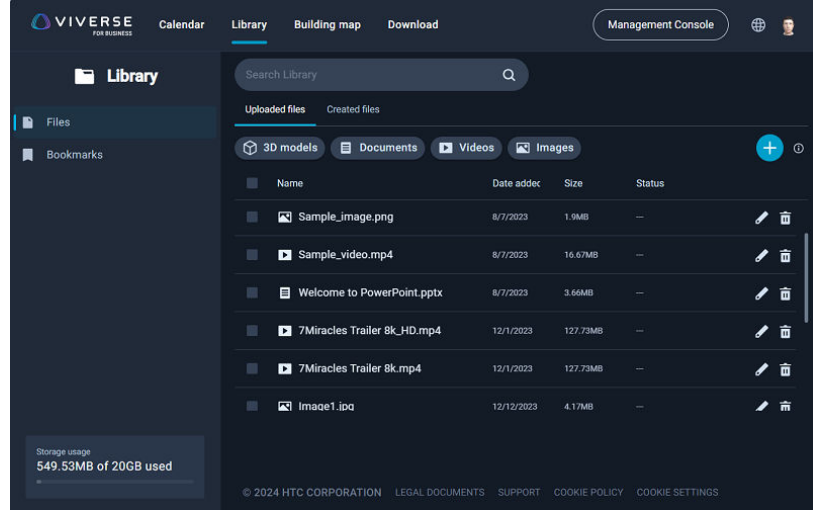 VIVERSE
FOR BUSINESS
Calendar
Library
Building map
Download
Management Console
Library
Files
Bookmarks
Storage usage
549.53MB of 20GB used
Search Library
Uploaded files Created files
3D models Documents Videos Images
Name Date added Size Status
Sample_image.png 8/7/2023 1.9MB ---
Sample_video.mp4 8/7/2023 16.67MB ---
Welcome to PowerPoint.pptx 8/7/2023 3.66MB ---
7Miracles Trailer 8k_HD.mp4 12/1/2023 127.73MB ---
7Miracles Trailer 8k.mp4 12/1/2023 127.73MB ---
Image1.jpg 12/12/2023 4.17MB ---
© 2024 HTC CORPORATION LEGAL DOCUMENTS SUPPORT COOKIE POLICY COOKIE SETTINGS